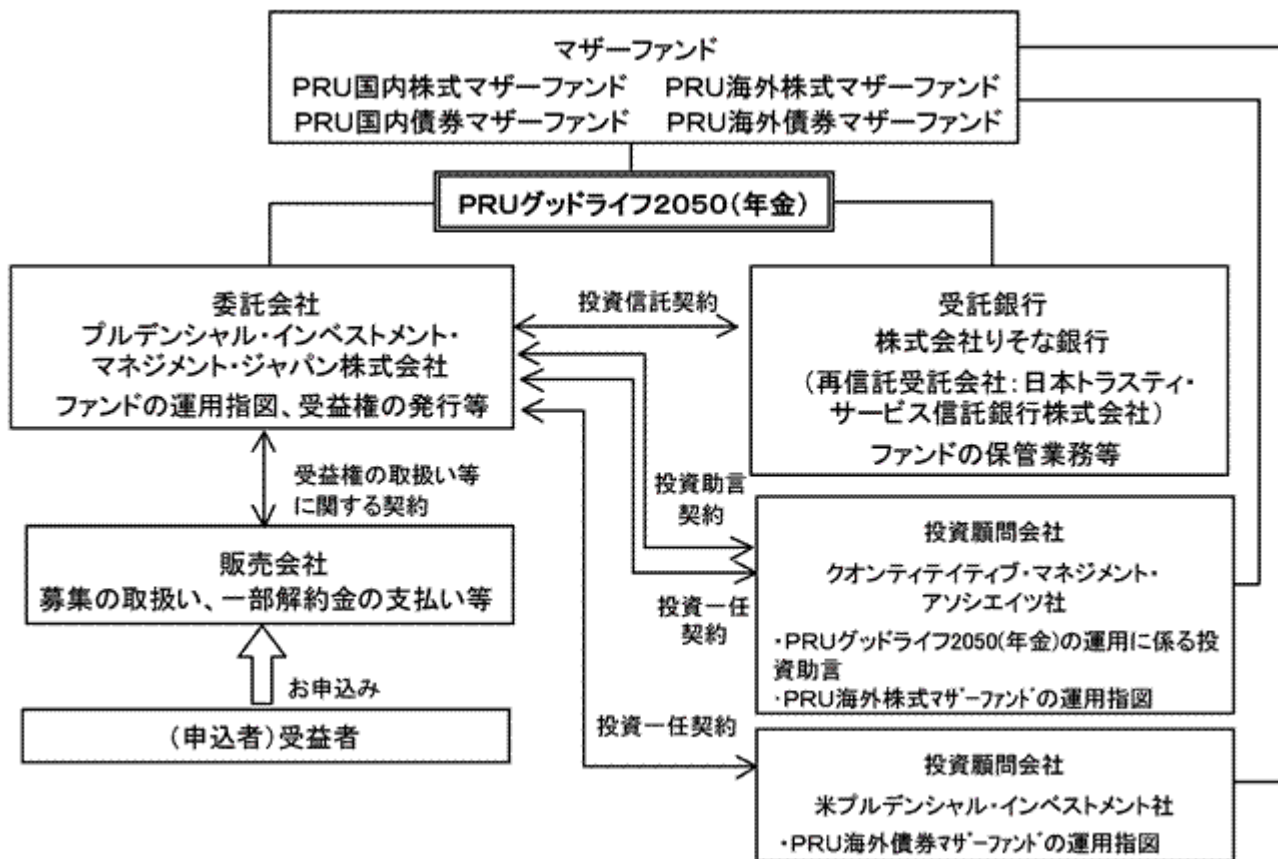 マザーファンド
PRU国内株式マザーファンド　PRU海外株式マザーファンド
PRU国内債券マザーファンド　PRU海外債券マザーファンド
PRUグッドライフ2050(年金)
委託会社
プルデンシャル・インベストメント・
マネジメント・ジャパン株式会社
ファンドの運用指図、受益権の発行等
投資信託契約
受託銀行
株式会社りそな銀行
(再信託受託会社:日本トラスティ・
サービス信託銀行株式会社)
ファンドの保管業務等
受益権の取扱い等
に関する契約
投資助言
契約
販売会社
募集の取扱い、一部解約金の支払い等
投資一任
契約
投資顧問会社
クオンティテイティブ・マネジメント・
アソシエイツ社
・PRUグッドライフ2050(年金)の運用に係る投
資助言
・PRU海外株式ﾏｻﾞｰﾌｧﾝﾄﾞの運用指図
お申込み
(申込者)受益者
投資一任契約
投資顧問会社
米プルデンシャル・インベストメント社
・PRU海外債券ﾏｻﾞｰﾌｧﾝﾄﾞの運用指図